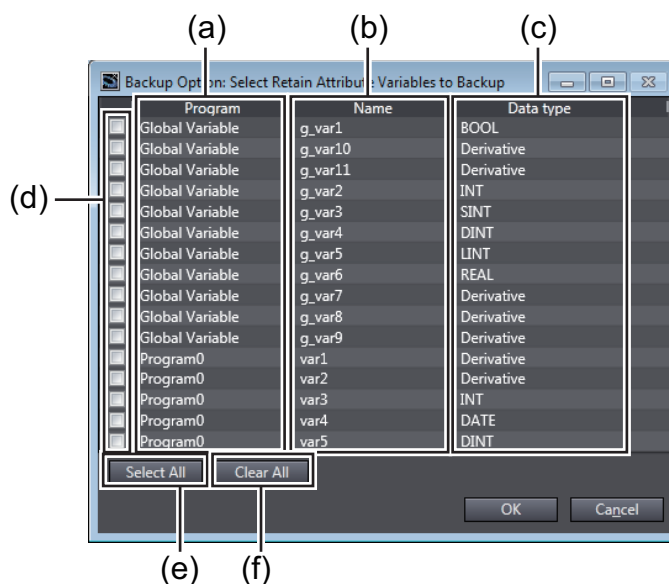 (a) (b) (c)
Backup Option: Select Retain Attribute Variables to Backup
Program Name Data type
Global Variable g_var1 BOOL
Global Variable g_var10 Derivative
Global Variable g_var11 Derivative
(d) Global Variable g_var2 INT
Global Variable g_var3 SINT
Global Variable g_var4 DINT
Global Variable g_var5 LINT
Global Variable g_var6 REAL
Global Variable g_var7 Derivative
Global Variable g_var8 Derivative
Global Variable g_var9 Derivative
Program0 var1 Derivative
Program0 var2 Derivative
Program0 var3 INT
Program0 var4 DATE
Program0 var5 DINT
Select All Clear All
OK Cancel
(e) (f)